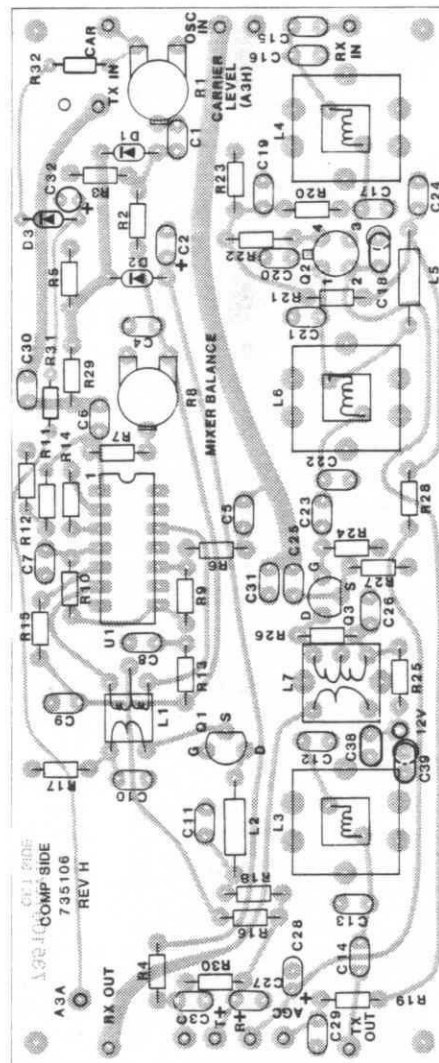 R32
CAR
TX IN
OSC
IN
C15
C16
RX
IN
R1
CARRIER
LEVEL
(A3H)
L4
D1
C1
C32
R3
D3
R2
R23
C19
R20
C17
C24
R5
D2
C2
R22
C20
Q2
4
3
C18
R21
1
2
L5
C30
R31
C4
C21
R29
R8
MIXER BALANCE
L6
R11
R14
C6
R7
R12
1
C22
R28
C7
C5
C23
R24
C25
R10
R6
C31
G
S
R27
R15
U1
R9
D
Q3
C26
C8
R26
R13
L7
R25
C9
L1
Q1
S
G
D
C12
C38
12V
C39
R17
C10
C11
L2
L3
COMP SIDE
735106
REV H
R18
R16
C13
A3A
C28
C14
RX OUT
R4
R30
C27
C3
T+
R+
AGC
+
R19
C29
TX
OUT